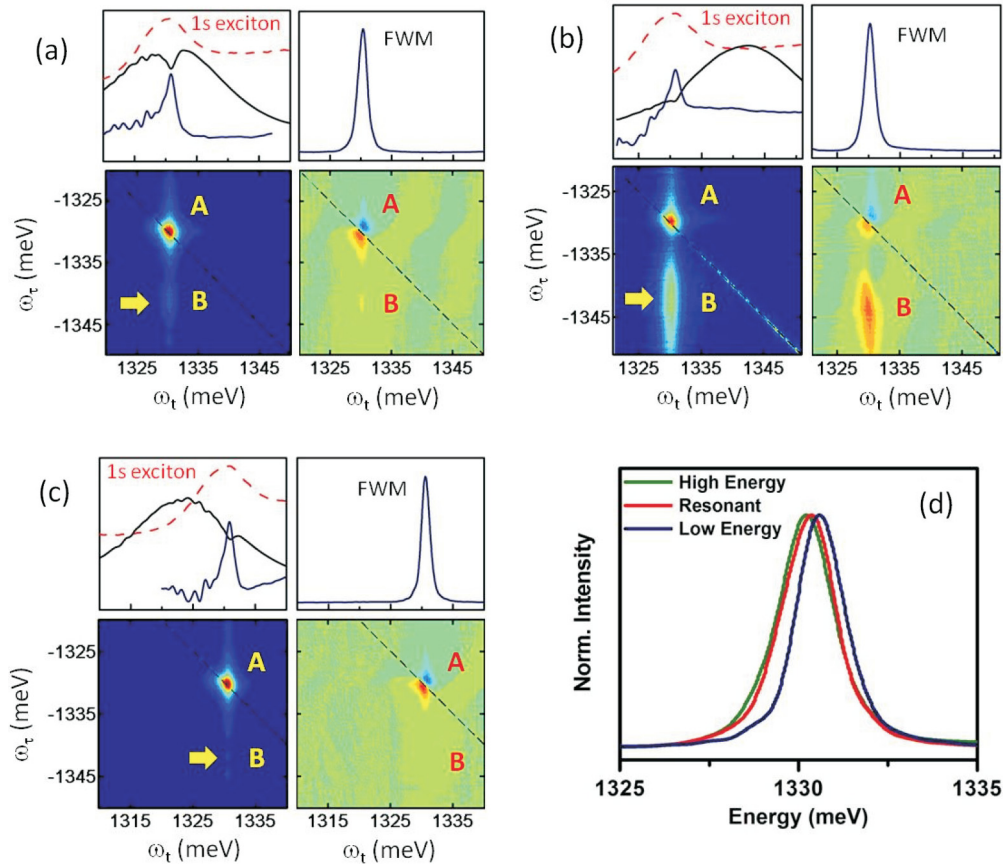 (a)
1s exciton
FWM
-1325
-1335
-1345
ωτ (meV)
A
B
A
B
1325 1335 1345
1325 1335 1345
ωt (meV)
ωt (meV)
(b)
1s exciton
FWM
-1325
-1335
-1345
ωτ (meV)
A
B
A
B
1325 1335 1345
1325 1335 1345
ωt (meV)
ωt (meV)
(c)
1s exciton
FWM
-1325
-1335
-1345
ωτ (meV)
A
B
A
B
1315 1325 1335
1315 1325 1335
ωt (meV)
ωt (meV)
(d)
High Energy
Resonant
Low Energy
Norm. Intensity
1325 1330 1335
Energy (meV)